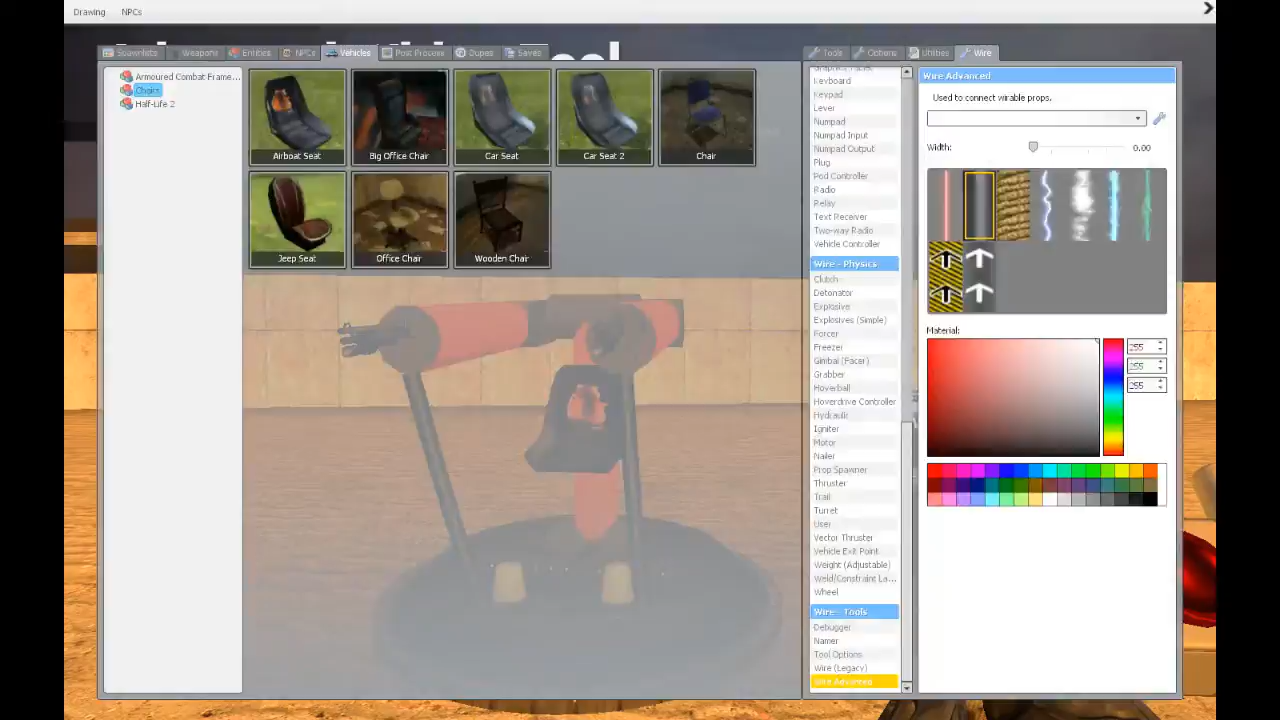 Drawing NPCs
Spawnlists Weapons Entities NPCs Vehicles Post Process Dupes Saves
Tools Options Utilities Wire
Armoured Combat Frame...
Chairs
Half-Life 2
Airboat Seat
Big Office Chair
Car Seat
Car Seat 2
Chair
Jeep Seat
Office Chair
Wooden Chair
Keyboard
Keypad
Lever
Numpad
Numpad Input
Numpad Output
Plug
Pod Controller
Radio
Relay
Text Receiver
Two-way Radio
Vehicle Controller
Wire - Physics
Clutch
Detonator
Explosive
Explosives (Simple)
Forcer
Freezer
Gimbal (Facer)
Grabber
Hoverball
Hoverdrive Controller
Hydraulic
Igniter
Motor
Nailer
Prop Spawner
Thruster
Trail
Turret
User
Vector Thruster
Vehicle Exit Point
Weight (Adjustable)
Weld/Constraint La...
Wheel
Wire - Tools
Debugger
Namer
Tool Options
Wire (Legacy)
Wire Advanced
Wire Advanced
Used to connect wirable props.
Width: 0.00
Material:
255
255
255